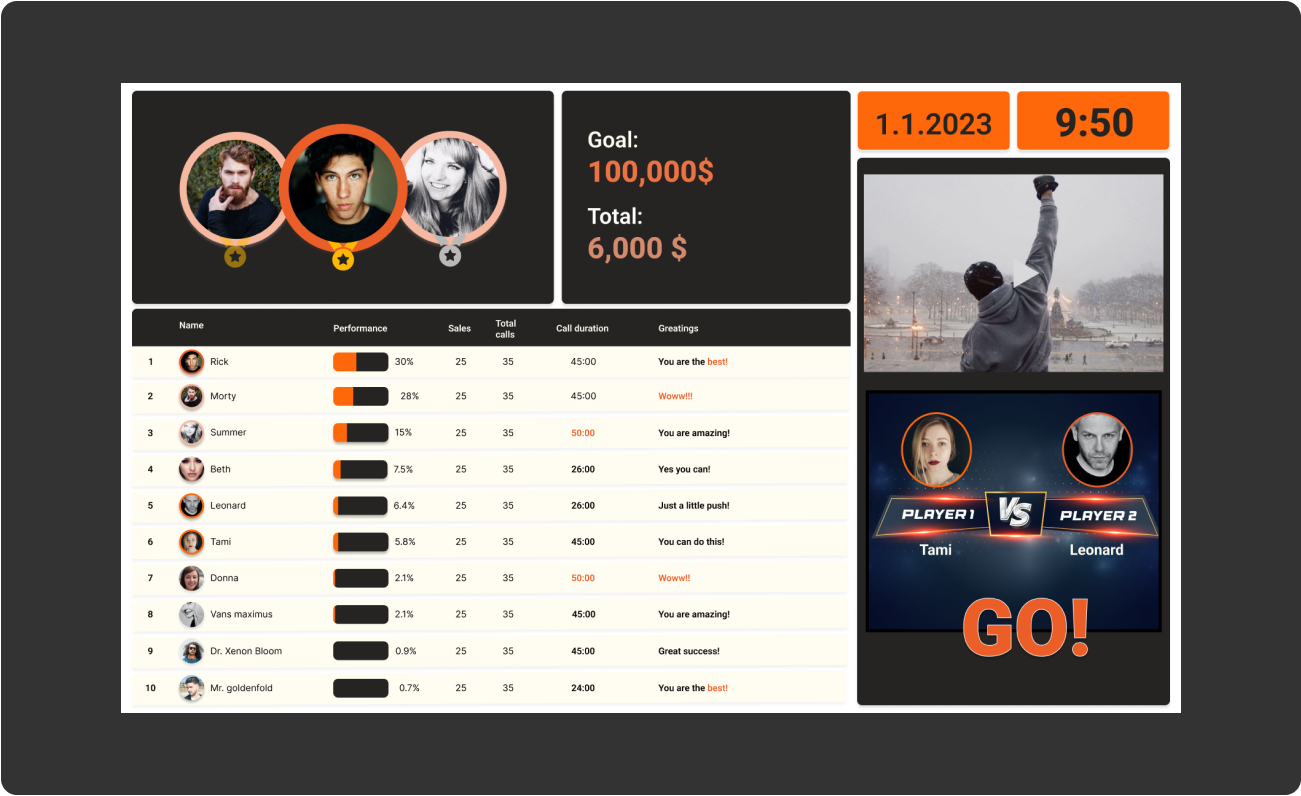 Goal:
100,000$
Total:
6,000 $
1.1.2023
9:50
Name Performance Sales Total calls Call duration Greatings
1 Rick 30% 25 35 45:00 You are the best!
2 Morty 28% 25 35 45:00 Woww!!!
3 Summer 15% 25 35 50:00 You are amazing!
4 Beth 7.5% 25 35 26:00 Yes you can!
5 Leonard 6.4% 25 35 26:00 Just a little push!
6 Tami 5.8% 25 35 45:00 You can do this!
7 Donna 2.1% 25 35 50:00 Woww!!
8 Vans maximus 2.1% 25 35 45:00 You are amazing!
9 Dr. Xenon Bloom 0.9% 25 35 45:00 Great success!
10 Mr. goldenfold 0.7% 25 35 24:00 You are the best!
PLAYER 1 VS PLAYER 2
Tami Leonard
GO!